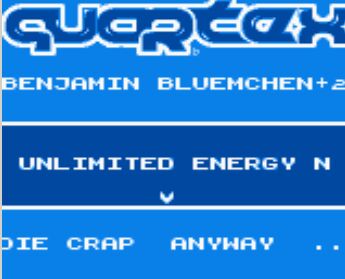 QUARTEX
BENJAMIN BLUEMCHEN+2
UNLIMITED ENERGY N
DIE CRAP ANYWAY ..